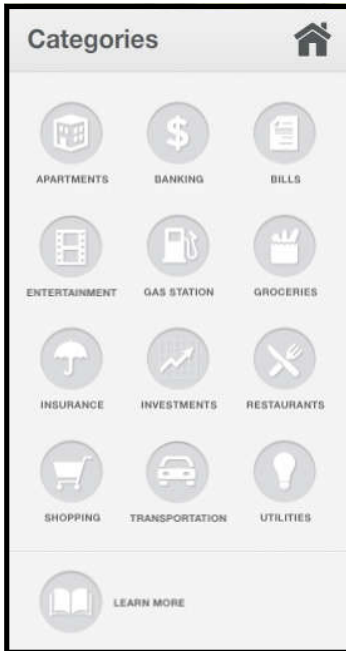 Categories
APARTMENTS
BANKING
BILLS
ENTERTAINMENT
GAS STATION
GROCERIES
INSURANCE
INVESTMENTS
RESTAURANTS
SHOPPING
TRANSPORTATION
UTILITIES
LEARN MORE